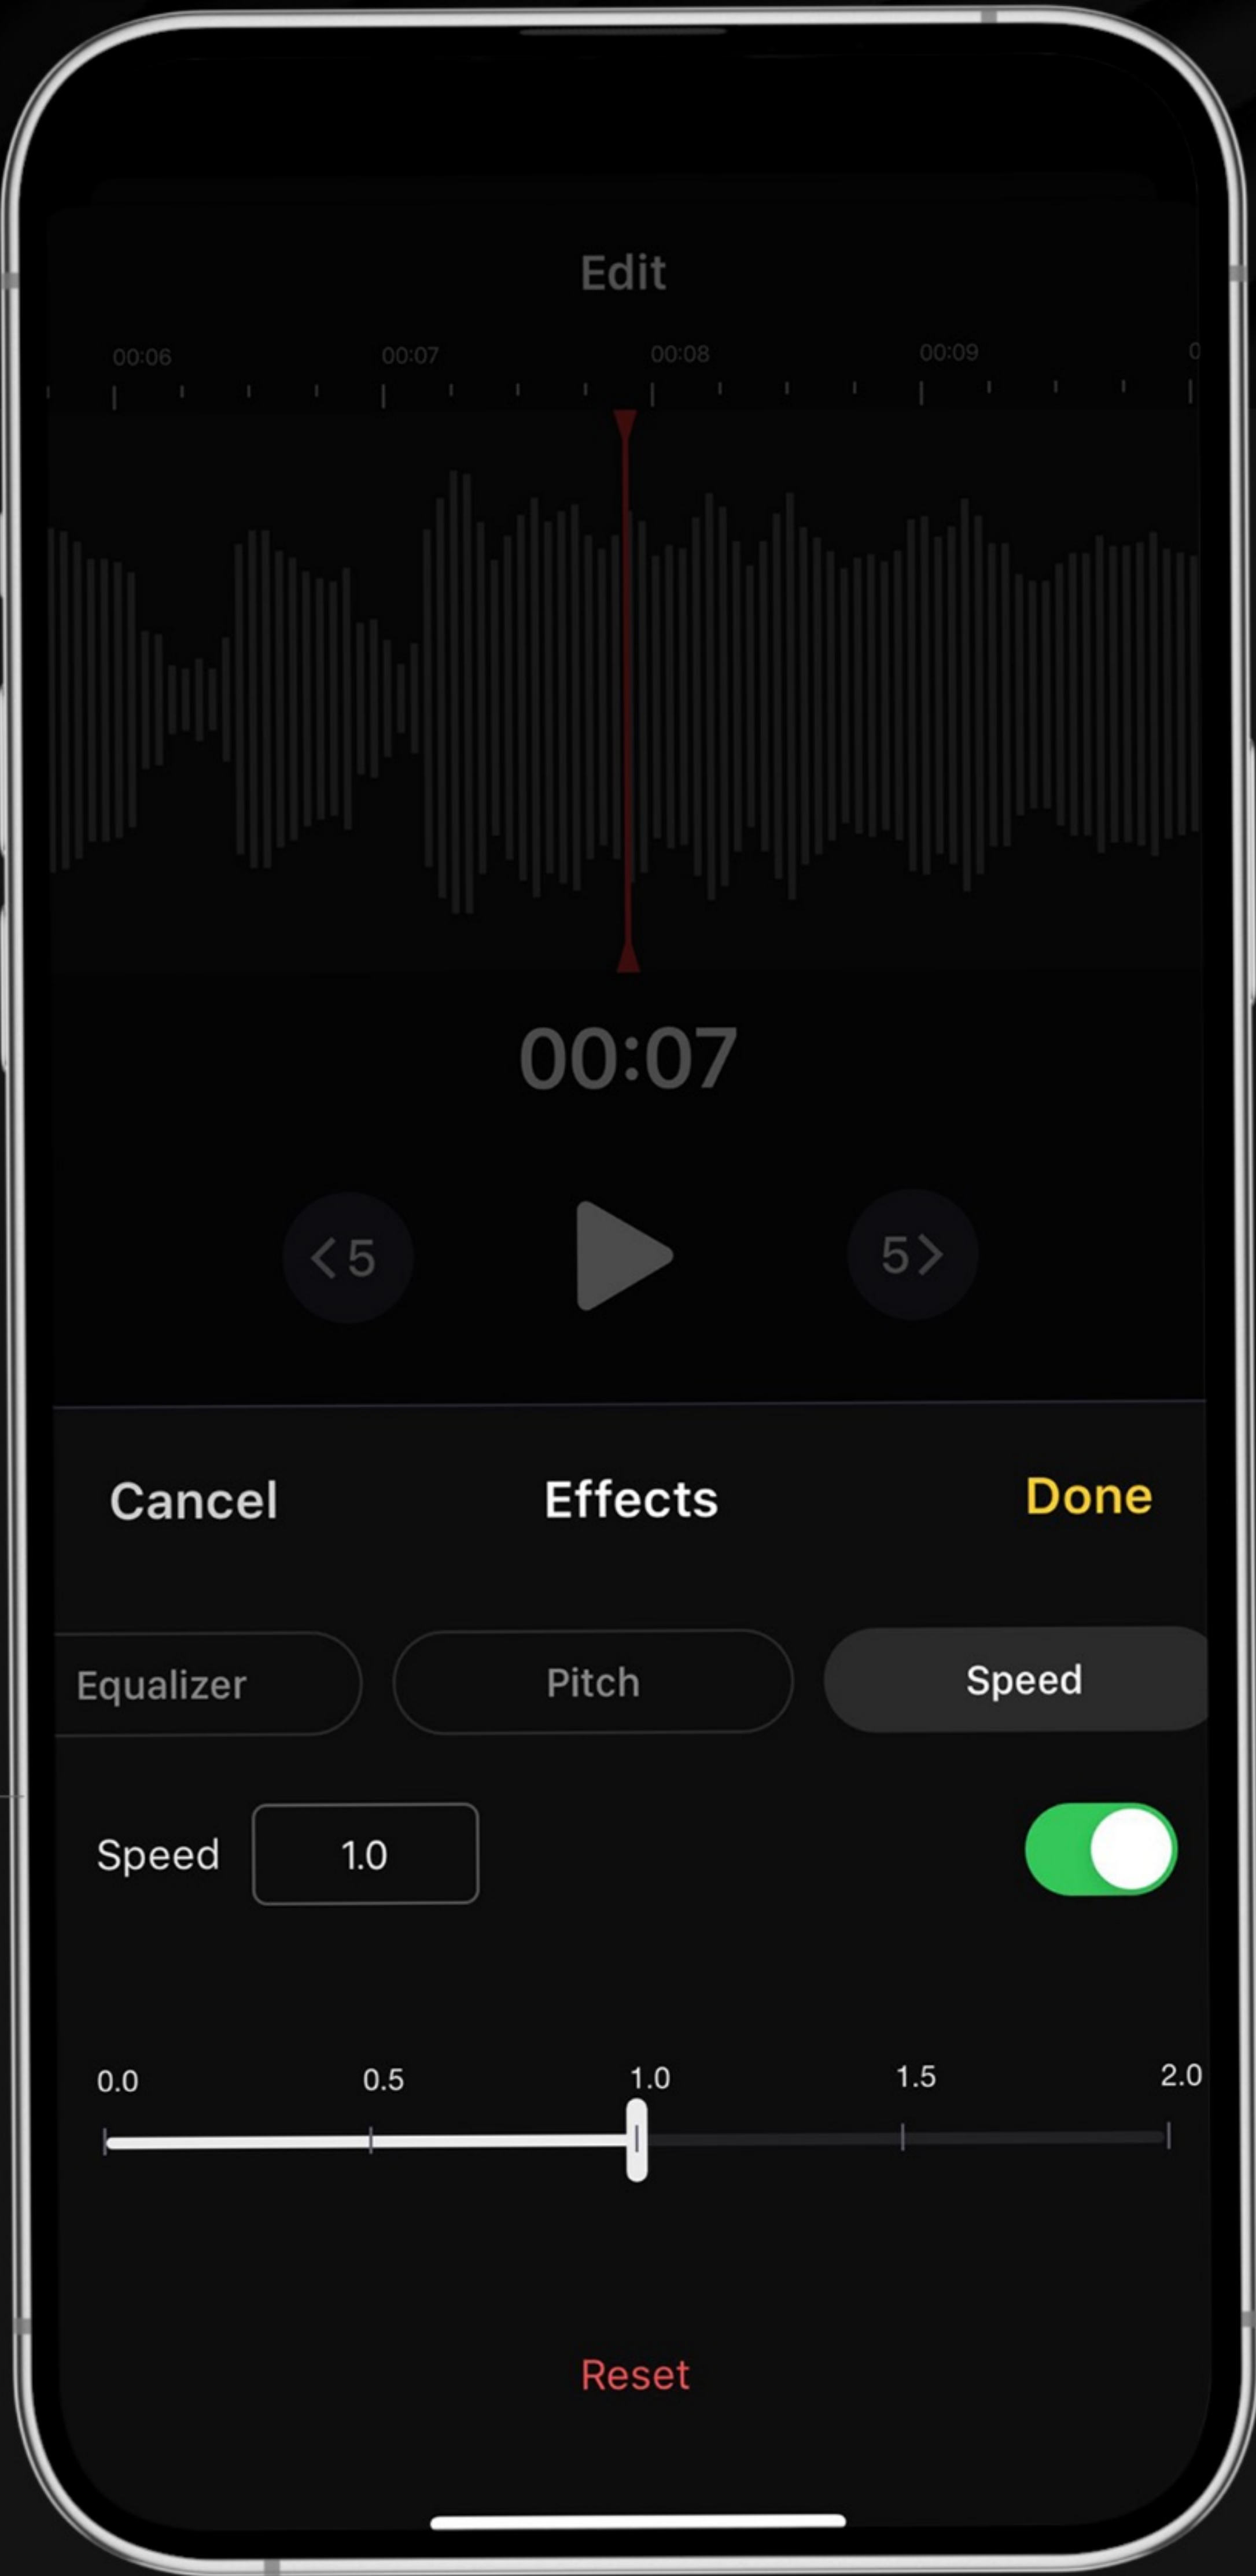 Edit
00:06 00:07 00:08 00:09 0
00:07
<5 5>
Cancel Effects Done
Equalizer Pitch Speed
Speed 1.0
0.0 0.5 1.0 1.5 2.0
Reset